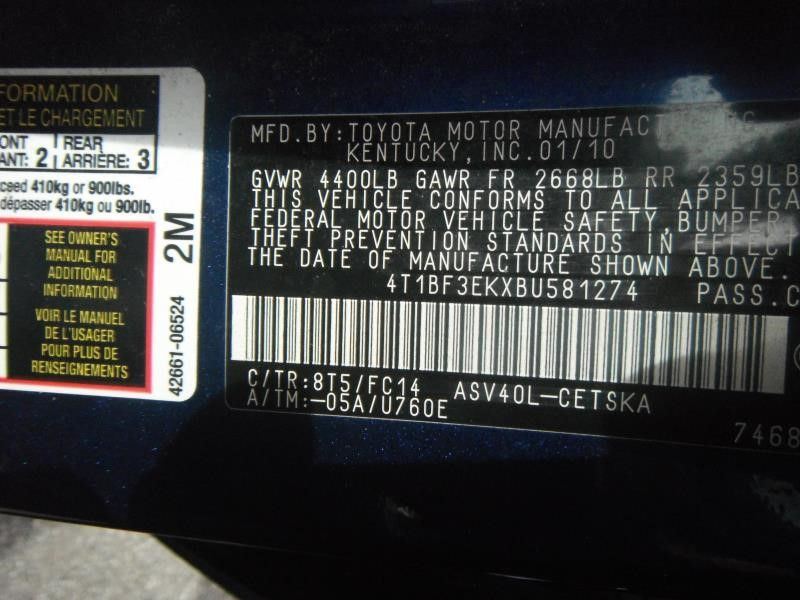 FORMATION
ET LE CHARGEMENT
ONT
ANT: 2
REAR
ARRIÈRE: 3
ceed 410kg or 900lbs.
dépasser 410kg ou 900lb.
SEE OWNER'S
MANUAL FOR
ADDITIONAL
INFORMATION
VOIR LE MANUEL
DE L'USAGER
POUR PLUS DE
RENSEIGNEMENTS
2M
42661-06524
MFD.BY:TOYOTA MOTOR MANUFACTURING
KENTUCKY,INC.01/10
GVWR 4400LB GAWR FR 2668LB RR 2359LB
THIS VEHICLE CONFORMS TO ALL APPLICA
FEDERAL MOTOR VEHICLE SAFETY,BUMPER
THEFT PREVENTION STANDARDS IN EFFECT
THE DATE OF MANUFACTURE SHOWN ABOVE.
4T1BF3EKXBU581274 PASS.C
C/TR:8T5/FC14 ASV40L-CETSKA
A/TM:-05A/U760E
7468